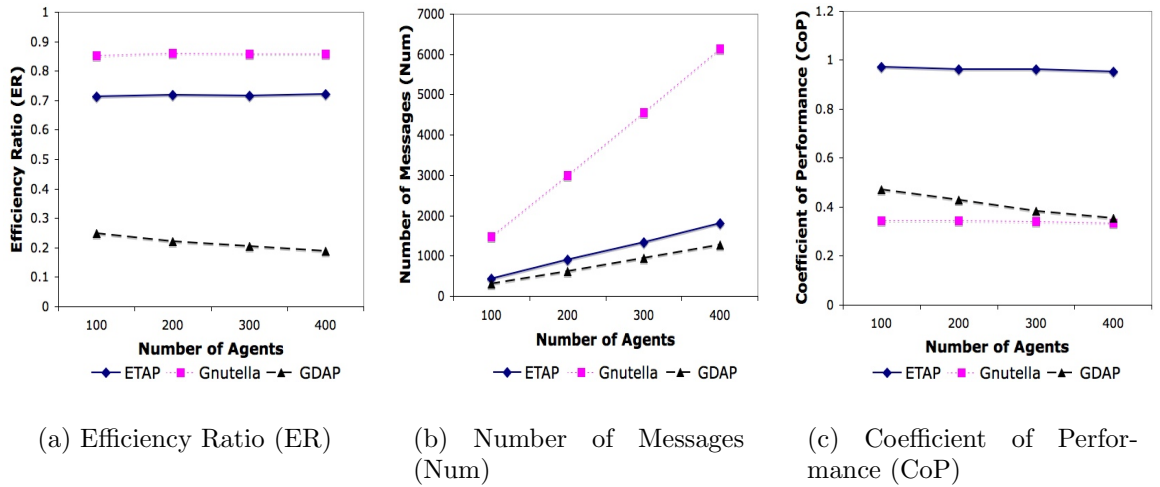 Efficiency Ratio (ER)
1
0.9
0.8
0.7
0.6
0.5
0.4
0.3
0.2
0.1
0
100 200 300 400
Number of Agents
ETAP Gnutella GDAP
(a) Efficiency Ratio (ER)
Number of Messages (Num)
7000
6000
5000
4000
3000
2000
1000
0
100 200 300 400
Number of Agents
ETAP Gnutella GDAP
(b) Number of Messages
(Num)
Coefficient of Performance (CoP)
1.2
1
0.8
0.6
0.4
0.2
0
100 200 300 400
Number of Agents
ETAP Gnutella GDAP
(c) Coefficient of Perfor-
mance (CoP)